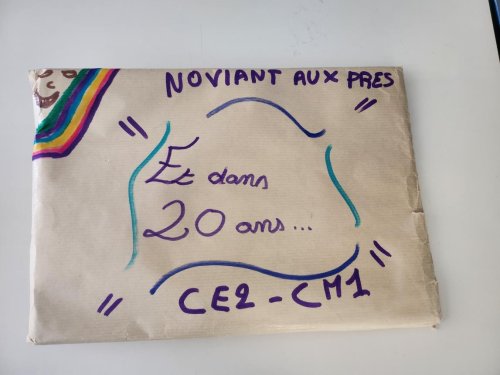 NOVIANT AUX PRES
Et dans
20 ans...
CE2 - CM1